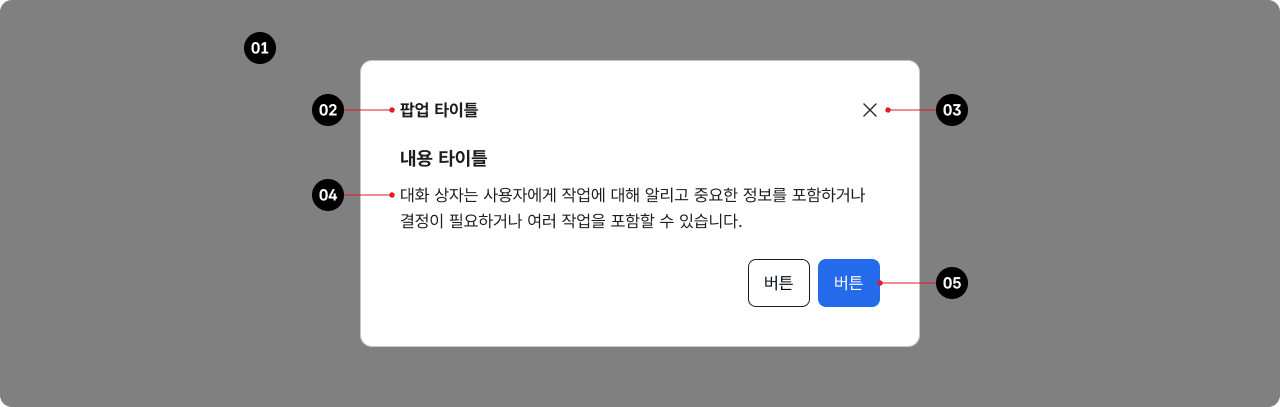 01
02
팝업 타이틀
03
내용 타이틀
04
대화 상자는 사용자에게 작업에 대해 알리고 중요한 정보를 포함하거나
결정이 필요하거나 여러 작업을 포함할 수 있습니다.
버튼
버튼
05